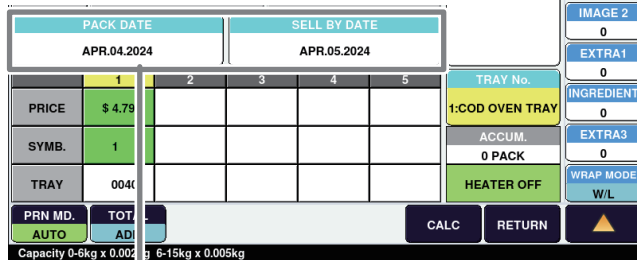 PACK DATE SELL BY DATE IMAGE 2
0
APR.04.2024 APR.05.2024 EXTRA1
0
1 2 3 4 5 TRAY No. INGREDIENT
PRICE $ 4.79 1:COD OVEN TRAY 0
SYMB. 1 ACCUM. EXTRA3
0 PACK 0
TRAY HEATER OFF WRAP MODE
W/L
PRN MD. CALC RETURN
AUTO
Capacity 0-6kg x 6-15kg x 0.005kg